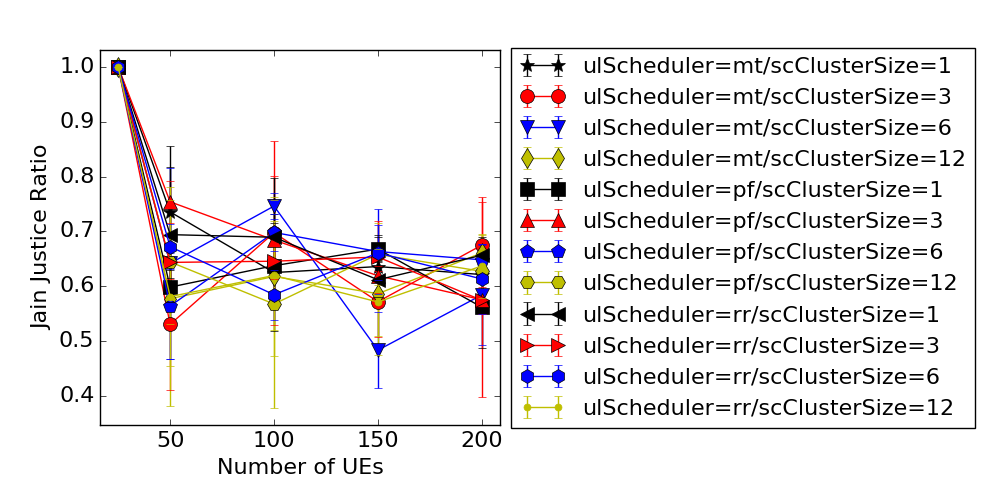 1.0
0.9
0.8
0.7
0.6
0.5
0.4
Jain Justice Ratio
50
100
150
200
Number of UEs
ulScheduler=mt/scClusterSize=1
ulScheduler=mt/scClusterSize=3
ulScheduler=mt/scClusterSize=6
ulScheduler=mt/scClusterSize=12
ulScheduler=pf/scClusterSize=1
ulScheduler=pf/scClusterSize=3
ulScheduler=pf/scClusterSize=6
ulScheduler=pf/scClusterSize=12
ulScheduler=rr/scClusterSize=1
ulScheduler=rr/scClusterSize=3
ulScheduler=rr/scClusterSize=6
ulScheduler=rr/scClusterSize=12